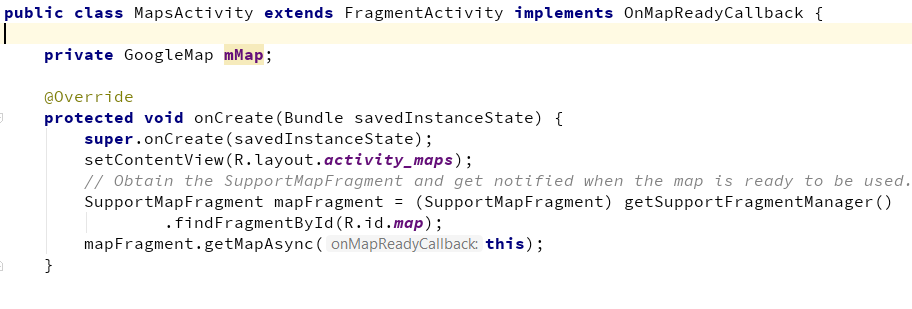 public class MapsActivity extends FragmentActivity implements OnMapReadyCallback {
private GoogleMap mMap;
@Override
protected void onCreate(Bundle savedInstanceState) {
super.onCreate(savedInstanceState);
setContentView(R.layout.activity_maps);
// Obtain the SupportMapFragment and get notified when the map is ready to be used.
SupportMapFragment mapFragment = (SupportMapFragment) getSupportFragmentManager()
.findFragmentById(R.id.map);
mapFragment.getMapAsync( onMapReadyCallback: this);
}